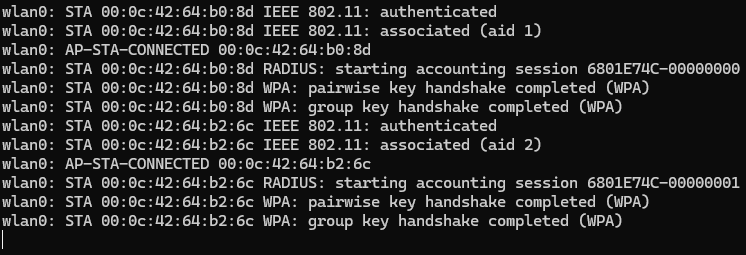 wlan0: STA 00:0c:42:64:b0:8d IEEE 802.11: authenticated
wlan0: STA 00:0c:42:64:b0:8d IEEE 802.11: associated (aid 1)
wlan0: AP-STA-CONNECTED 00:0c:42:64:b0:8d
wlan0: STA 00:0c:42:64:b0:8d RADIUS: starting accounting session 6801E74C-00000000
wlan0: STA 00:0c:42:64:b0:8d WPA: pairwise key handshake completed (WPA)
wlan0: STA 00:0c:42:64:b0:8d WPA: group key handshake completed (WPA)
wlan0: STA 00:0c:42:64:b2:6c IEEE 802.11: authenticated
wlan0: STA 00:0c:42:64:b2:6c IEEE 802.11: associated (aid 2)
wlan0: AP-STA-CONNECTED 00:0c:42:64:b2:6c
wlan0: STA 00:0c:42:64:b2:6c RADIUS: starting accounting session 6801E74C-00000001
wlan0: STA 00:0c:42:64:b2:6c WPA: pairwise key handshake completed (WPA)
wlan0: STA 00:0c:42:64:b2:6c WPA: group key handshake completed (WPA)